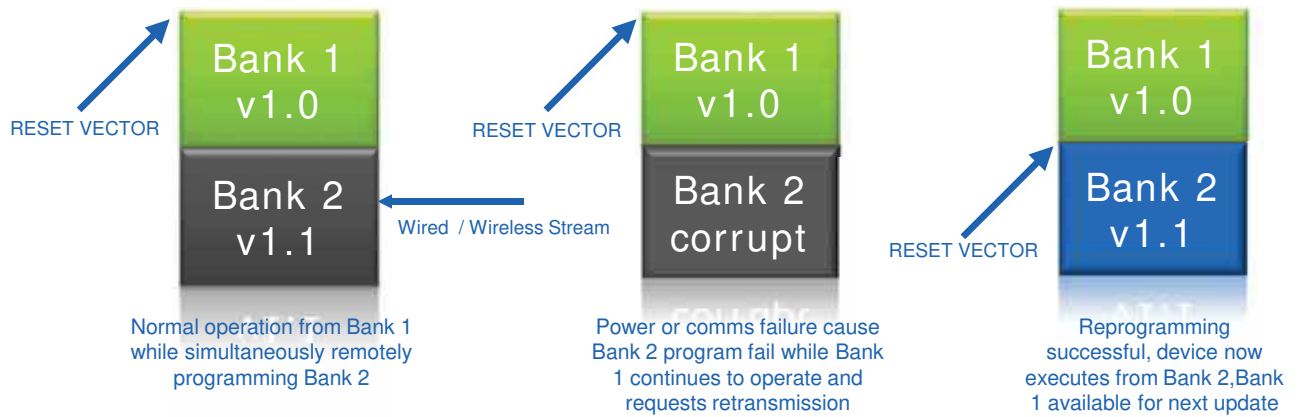 Bank 1
v1.0
RESET VECTOR
Bank 2
v1.1
Wired / Wireless Stream
Normal operation from Bank 1
while simultaneously remotely
programming Bank 2
Bank 1
v1.0
RESET VECTOR
Bank 2
corrupt
Power or comms failure cause
Bank 2 program fail while Bank
1 continues to operate and
requests retransmission
Bank 1
v1.0
RESET VECTOR
Bank 2
v1.1
Reprogramming
successful, device now
executes from Bank 2,Bank
1 available for next update